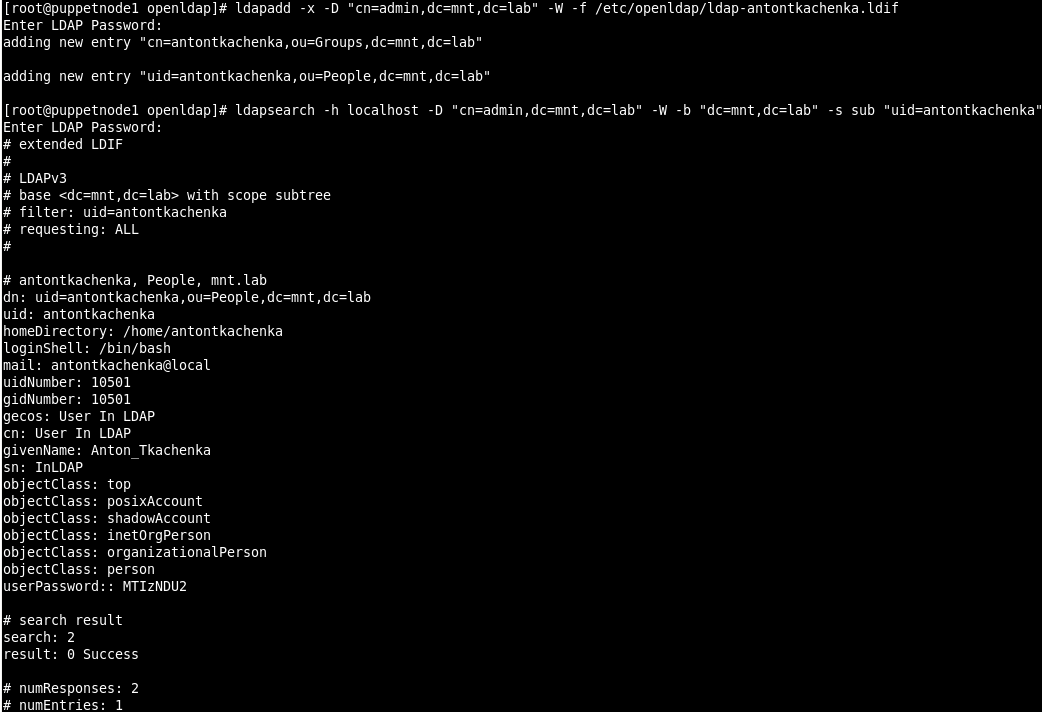 [root@puppetnode1 openldap]# ldapadd -x -D "cn=admin,dc=mnt,dc=lab" -W -f /etc/openldap/ldap-antontkachenka.ldif
Enter LDAP Password:
adding new entry "cn=antontkachenka,ou=Groups,dc=mnt,dc=lab"
adding new entry "uid=antontkachenka,ou=People,dc=mnt,dc=lab"
[root@puppetnode1 openldap]# ldapsearch -h localhost -D "cn=admin,dc=mnt,dc=lab" -W -b "dc=mnt,dc=lab" -s sub "uid=antontkachenka"
Enter LDAP Password:
# extended LDIF
#
# LDAPv3
# base <dc=mnt,dc=lab> with scope subtree
# filter: uid=antontkachenka
# requesting: ALL
#
# antontkachenka, People, mnt.lab
dn: uid=antontkachenka,ou=People,dc=mnt,dc=lab
uid: antontkachenka
homeDirectory: /home/antontkachenka
loginShell: /bin/bash
mail: antontkachenka@local
uidNumber: 10501
gidNumber: 10501
gecos: User In LDAP
cn: User In LDAP
givenName: Anton_Tkachenka
sn: InLDAP
objectClass: top
objectClass: posixAccount
objectClass: shadowAccount
objectClass: inetOrgPerson
objectClass: organizationalPerson
objectClass: person
userPassword:: MTIzNDU2
# search result
search: 2
result: 0 Success
# numResponses: 2
# numEntries: 1